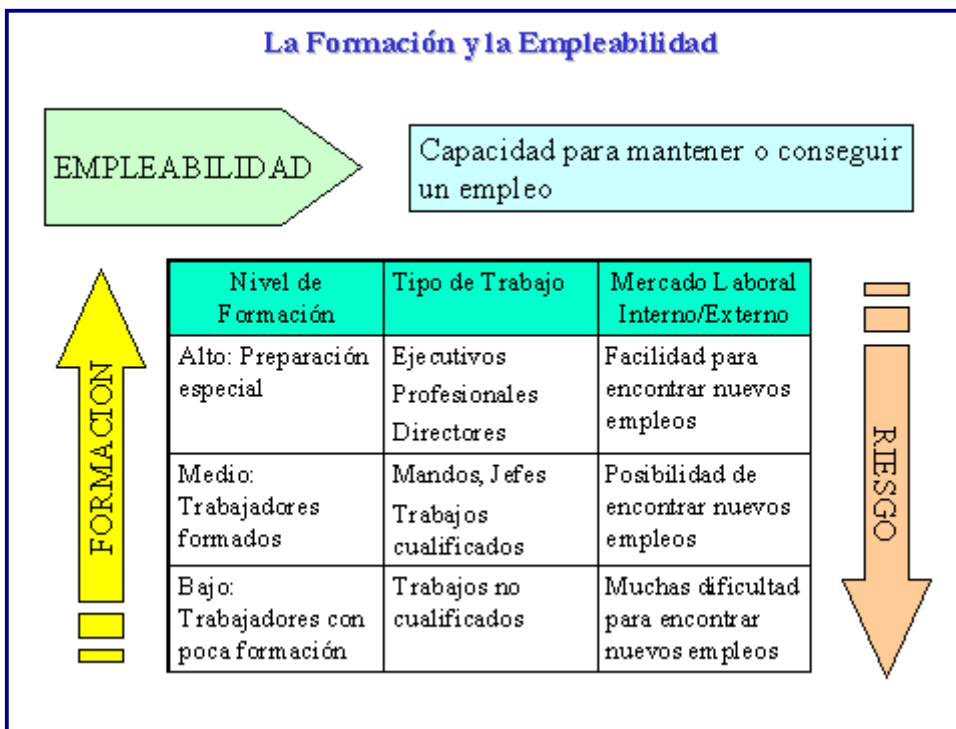 La Formación y la Empleabilidad
EMPLEABILIDAD
Capacidad para mantener o conseguir
un empleo
FORMACION
Nivel de
Formación
Tipo de Trabajo
Mercado Laboral
Interno/Externo
Alto: Preparación
especial
Ejecutivos
Profesionales
Directores
Facilidad para
encontrar nuevos
empleos
Medio:
Trabajadores
formados
Mandos, Jefes
Trabajos
cualificados
Posibilidad de
encontrar nuevos
empleos
Bajo:
Trabajadores con
poca formación
Trabajos no
cualificados
Muchas dificultad
para encontrar
nuevos empleos
RIESGO